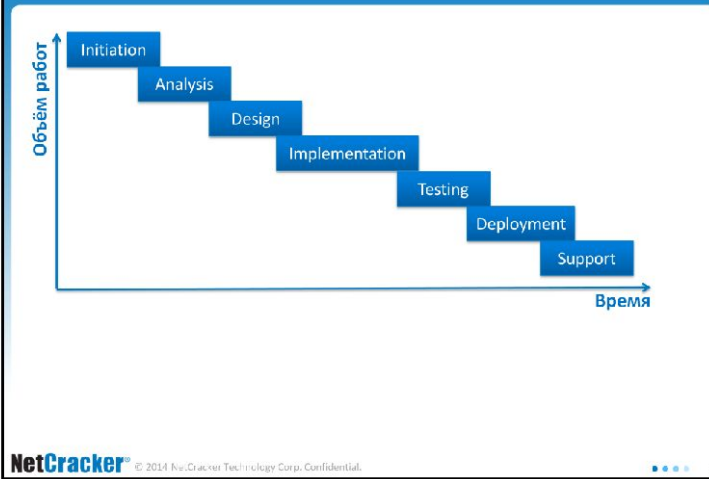 Объём работ
Initiation
Analysis
Design
Implementation
Testing
Deployment
Support
Время
NetCracker® © 2014 NetCracker Technology Corp. Confidential.